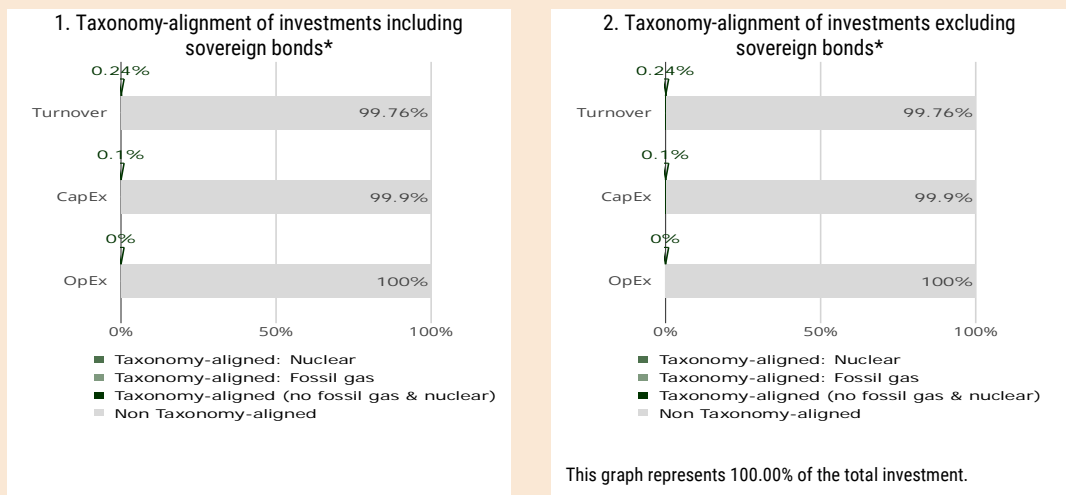 1. Taxonomy-alignment of investments including
sovereign bonds*
0.24%
Turnover 99.76%
0.1%
CapEx 99.9%
0%
OpEx 100%
0% 50% 100%
Taxonomy-aligned: Nuclear
Taxonomy-aligned: Fossil gas
Taxonomy-aligned (no fossil gas & nuclear)
Non Taxonomy-aligned
2. Taxonomy-alignment of investments excluding
sovereign bonds*
0.24%
Turnover 99.76%
0.1%
CapEx 99.9%
0%
OpEx 100%
0% 50% 100%
Taxonomy-aligned: Nuclear
Taxonomy-aligned: Fossil gas
Taxonomy-aligned (no fossil gas & nuclear)
Non Taxonomy-aligned
This graph represents 100.00% of the total investment.